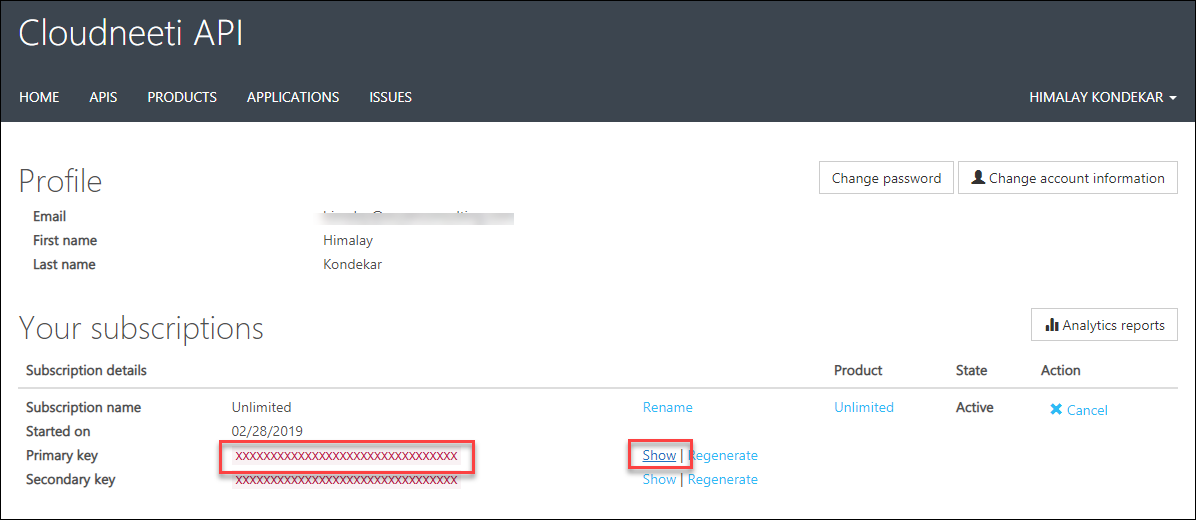 Cloudneeti API
HOME APIS PRODUCTS APPLICATIONS ISSUES HIMALAY KONDEKAR
Profile Change password Change account information
Email
First name Himalay
Last name Kondekar
Your subscriptions Analytics reports
Subscription details Product State Action
Subscription name Unlimited Rename Unlimited Active Cancel
Started on 02/28/2019
Primary key XXXXXXXXXXXXXXXXXXXXXXXXXXXXXXXX Show | Regenerate
Secondary key XXXXXXXXXXXXXXXXXXXXXXXXXXXXXXXX Show | Regenerate